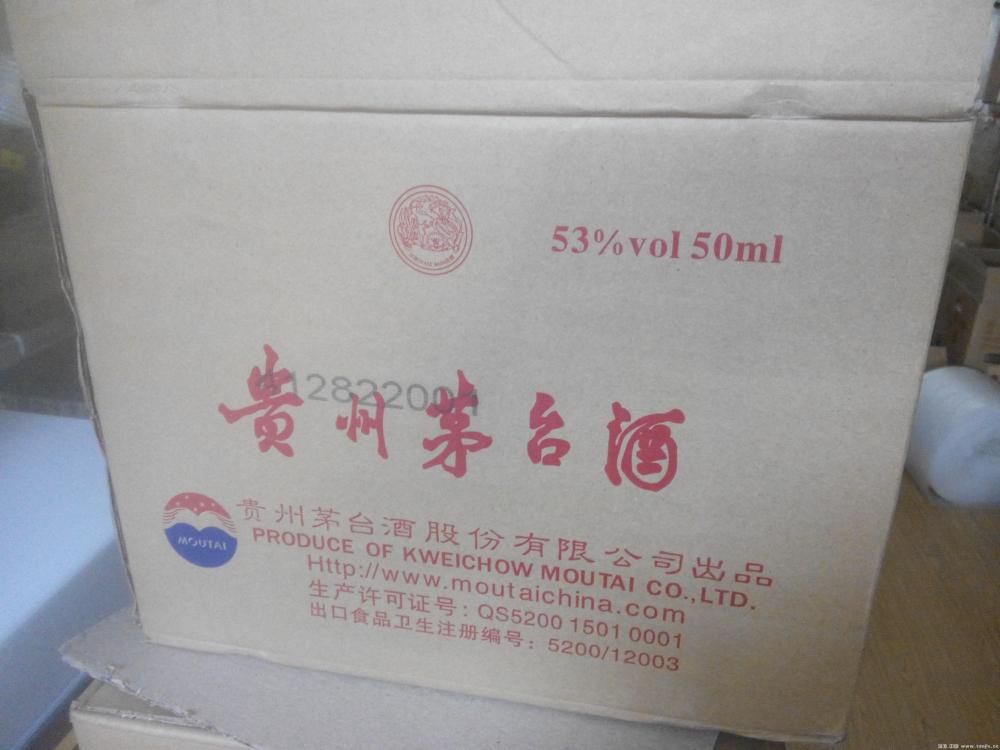 53%vol 50ml
贵州茅台酒
MOUTAI
贵州茅台酒股份有限公司出品
PRODUCE OF KWEICHOW MOUTAI CO.,LTD.
Http://www.moutaichina.com
生产许可证号: QS5200 1501 0001
出口食品卫生注册编号: 5200/12003